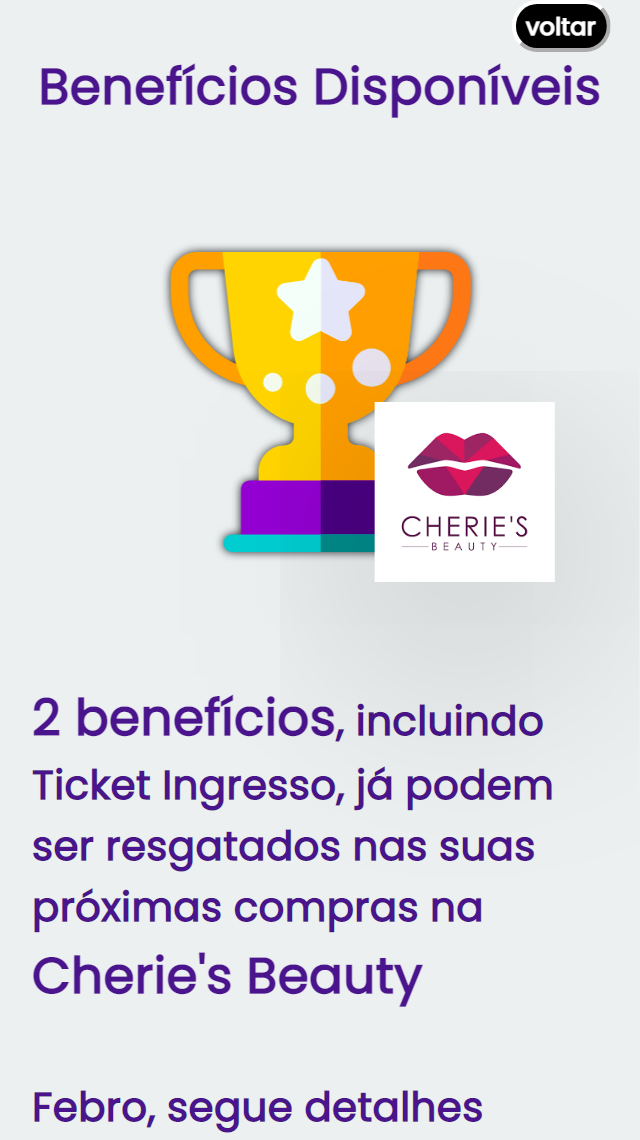 voltar
Benefícios Disponíveis
CHERIE'S
BEAUTY
2 benefícios, incluindo
Ticket Ingresso, já podem
ser resgatados nas suas
próximas compras na
Cherie's Beauty
Febro, segue detalhes